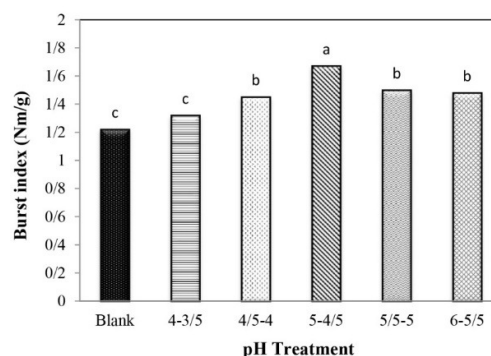 Burst index (Nm/g)
2
1/8
1/6
1/4
1/2
1
0/8
0/6
0/4
0/2
0
c
c
b
a
b
b
Blank
4-3/5
4/5-4
5-4/5
5/5-5
6-5/5
pH Treatment